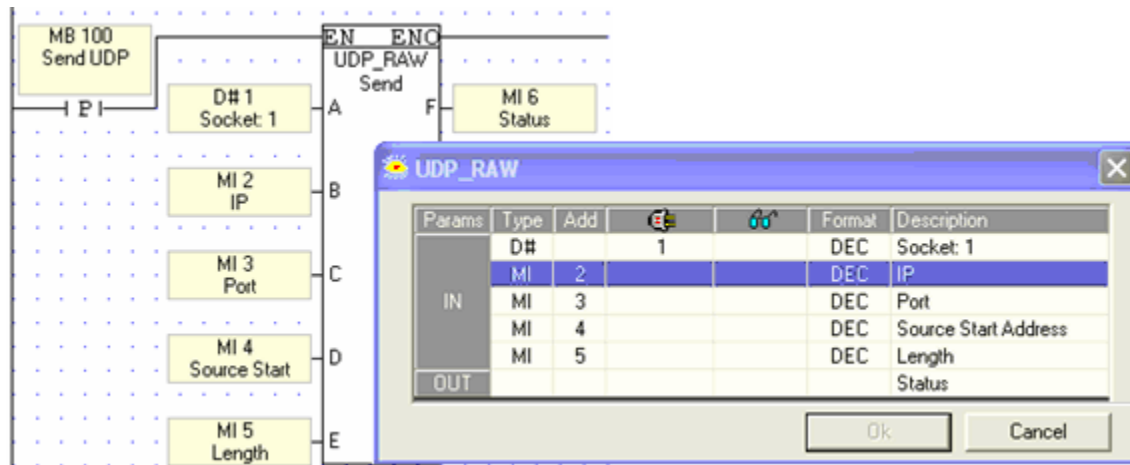 MB 100
Send UDP
P
EN ENO
UDP_RAW
Send
D# 1
Socket: 1
A
F
MI 6
Status
MI 2
IP
B
MI 3
Port
C
MI 4
Source Start
D
MI 5
Length
E
UDP_RAW
Params Type Add Format Description
D# 1 DEC Socket: 1
MI 2 DEC IP
IN MI 3 DEC Port
MI 4 DEC Source Start Address
MI 5 DEC Length
OUT Status
Ok Cancel